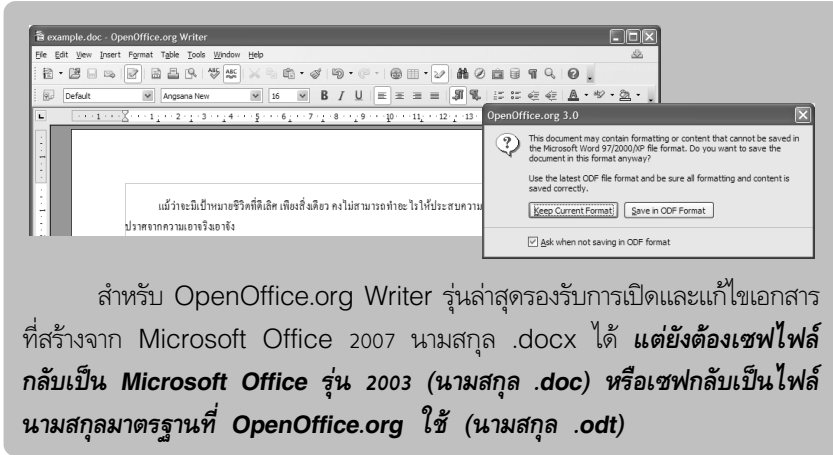 example.doc - OpenOffice.org Writer
File Edit View Insert Format Table Tools Window Help
Default Angsana New 16 B I U
OpenOffice.org 3.0
This document may contain formatting or content that cannot be saved in
the Microsoft Word 97/2000/XP file format. Do you want to save the
document in this format anyway?
Use the latest ODF file format and be sure all formatting and content is
saved correctly.
Keep Current Format Save in ODF Format
Ask when not saving in ODF format
แม้ว่าจะมีเป้าหมายชีวิตที่ดีเลิศ เพียงสิ่งเดียว คงไม่สามารถทำอะไรให้ประสบความ
ปราศจากความเอาจริงเอาจัง
สำหรับ OpenOffice.org Writer รุ่นล่าสุดรองรับการเปิดและแก้ไขเอกสาร
ที่สร้างจาก Microsoft Office 2007 นามสกุล .docx ได้ แต่ยังต้องเซฟไฟล์
กลับเป็น Microsoft Office รุ่น 2003 (นามสกุล .doc) หรือเซฟกลับเป็นไฟล์
นามสกุลมาตรฐานที่ OpenOffice.org ใช้ (นามสกุล .odt)